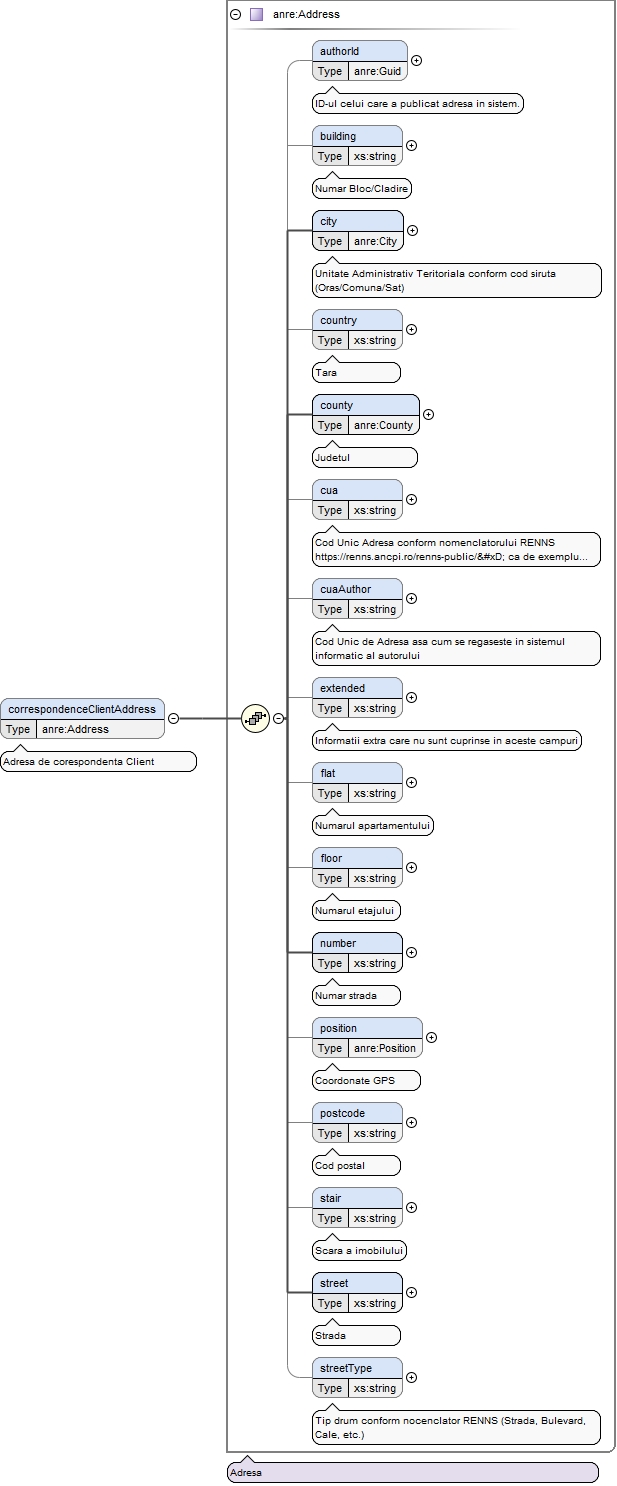 anre:Address
authorId
Type anre:Guid
ID-ul celui care a publicat adresa in sistem.
building
Type xs:string
Numar Bloc/Cladire
city
Type anre:City
Unitate Administrativ Teritoriala conform cod siruta
(Oras/Comuna/Sat)
country
Type xs:string
Tara
county
Type anre:County
Judetul
cua
Type xs:string
Cod Unic Adresa conform nomenclatorului RENNS
https://renns.ancpi.ro/renns-public/&#xD; ca de exemplu...
cuaAuthor
Type xs:string
Cod Unic de Adresa asa cum se regaseste in sistemul
informatic al autorului
extended
Type xs:string
Informatii extra care nu sunt cuprinse in aceste campuri
correspondenceClientAddress
Type anre:Address
Adresa de corespondenta Client
flat
Type xs:string
Numarul apartamentului
floor
Type xs:string
Numarul etajului
number
Type xs:string
Numar strada
position
Type anre:Position
Coordonate GPS
postcode
Type xs:string
Cod postal
stair
Type xs:string
Scara a imobilului
street
Type xs:string
Strada
streetType
Type xs:string
Tip drum conform nocenclator RENNS (Strada, Bulevard,
Cale, etc.)
Adresa